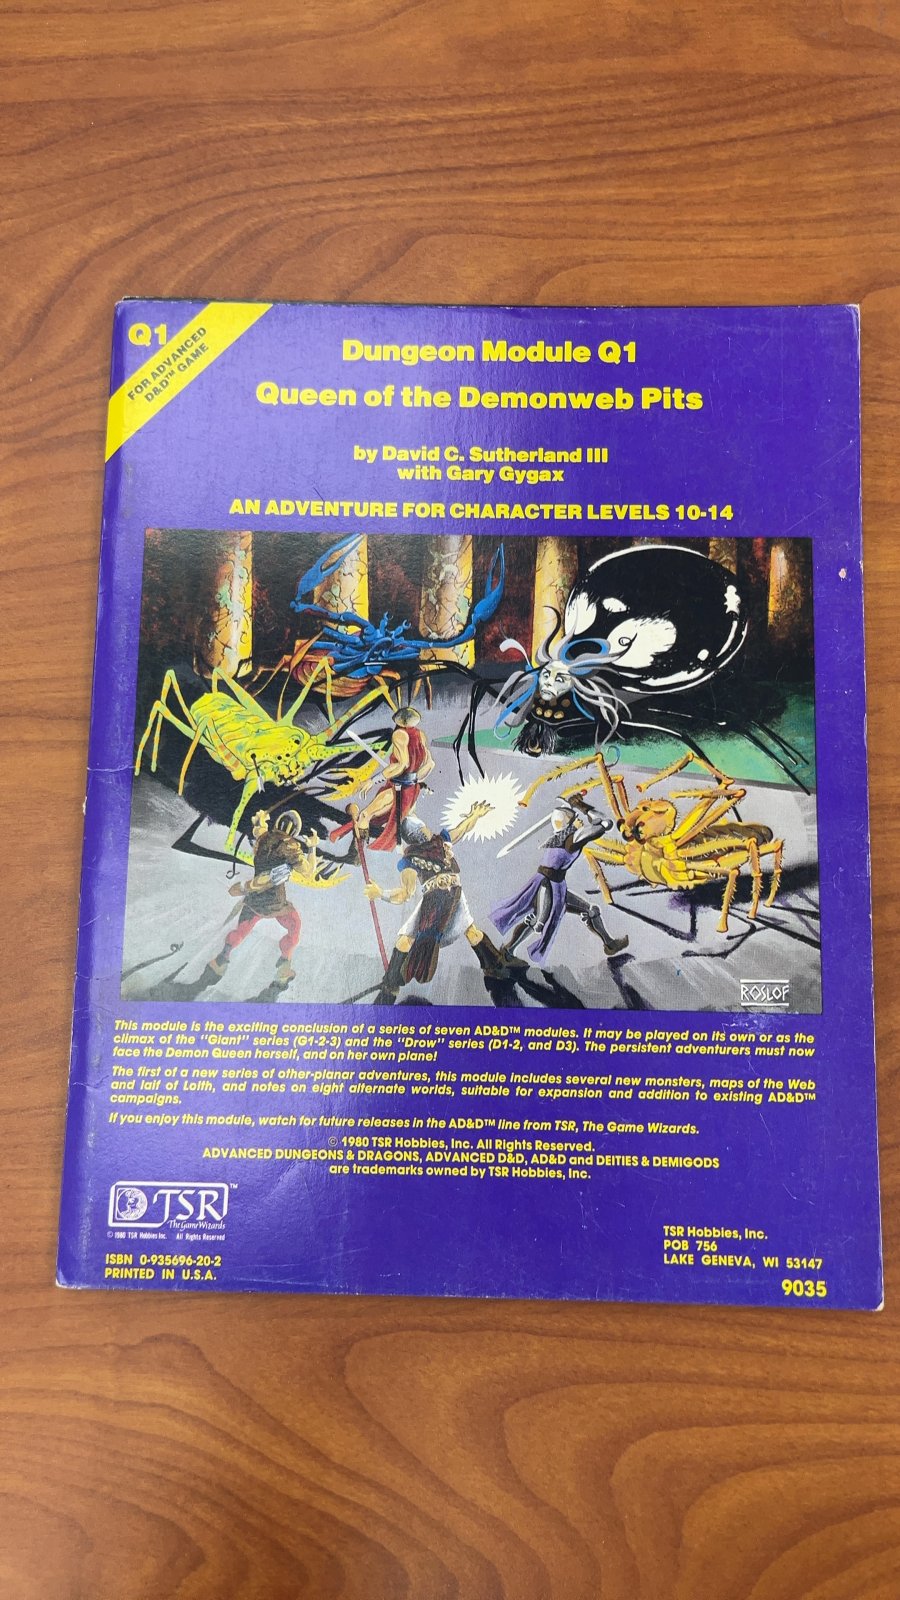 Q1
FOR ADVANCED
D&D™ GAME
Dungeon Module Q1
Queen of the Demonweb Pits
by David C. Sutherland III
with Gary Gygax
AN ADVENTURE FOR CHARACTER LEVELS 10-14
ROSLOF
This module is the exciting conclusion of a series of seven AD&D™ modules. It may be played on its own or as the
climax of the "Giant" series (G1-2-3) and the "Drow" series (D1-2, and D3). The persistent adventurers must now
face the Demon Queen herself, and on her own plane!
The first of a new series of other-planar adventures, this module includes several new monsters, maps of the Web
and laif of Lolth, and notes on eight alternate worlds, suitable for expansion and addition to existing AD&D™
campaigns.
If you enjoy this module, watch for future releases in the AD&D™ line from TSR, The Game Wizards.
© 1980 TSR Hobbies, Inc. All Rights Reserved.
ADVANCED DUNGEONS & DRAGONS, ADVANCED D&D, AD&D and DEITIES & DEMIGODS
are trademarks owned by TSR Hobbies, Inc.
TSR™
The Game Wizards
© 1980 TSR Hobbies Inc. All Rights Reserved
ISBN 0-935696-20-2
PRINTED IN U.S.A.
TSR Hobbies, Inc.
POB 756
LAKE GENEVA, WI 53147
9035